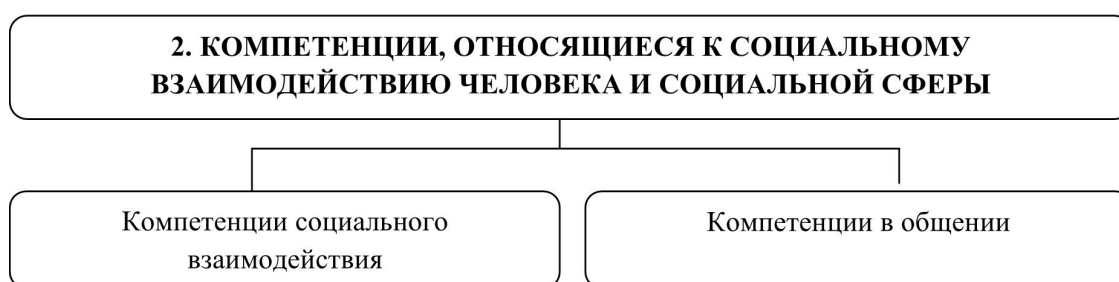 2. КОМПЕТЕНЦИИ, ОТНОСЯЩИЕСЯ К СОЦИАЛЬНОМУ
ВЗАИМОДЕЙСТВИЮ ЧЕЛОВЕКА И СОЦИАЛЬНОЙ СФЕРЫ
Компетенции социального
взаимодействия
Компетенции в общении